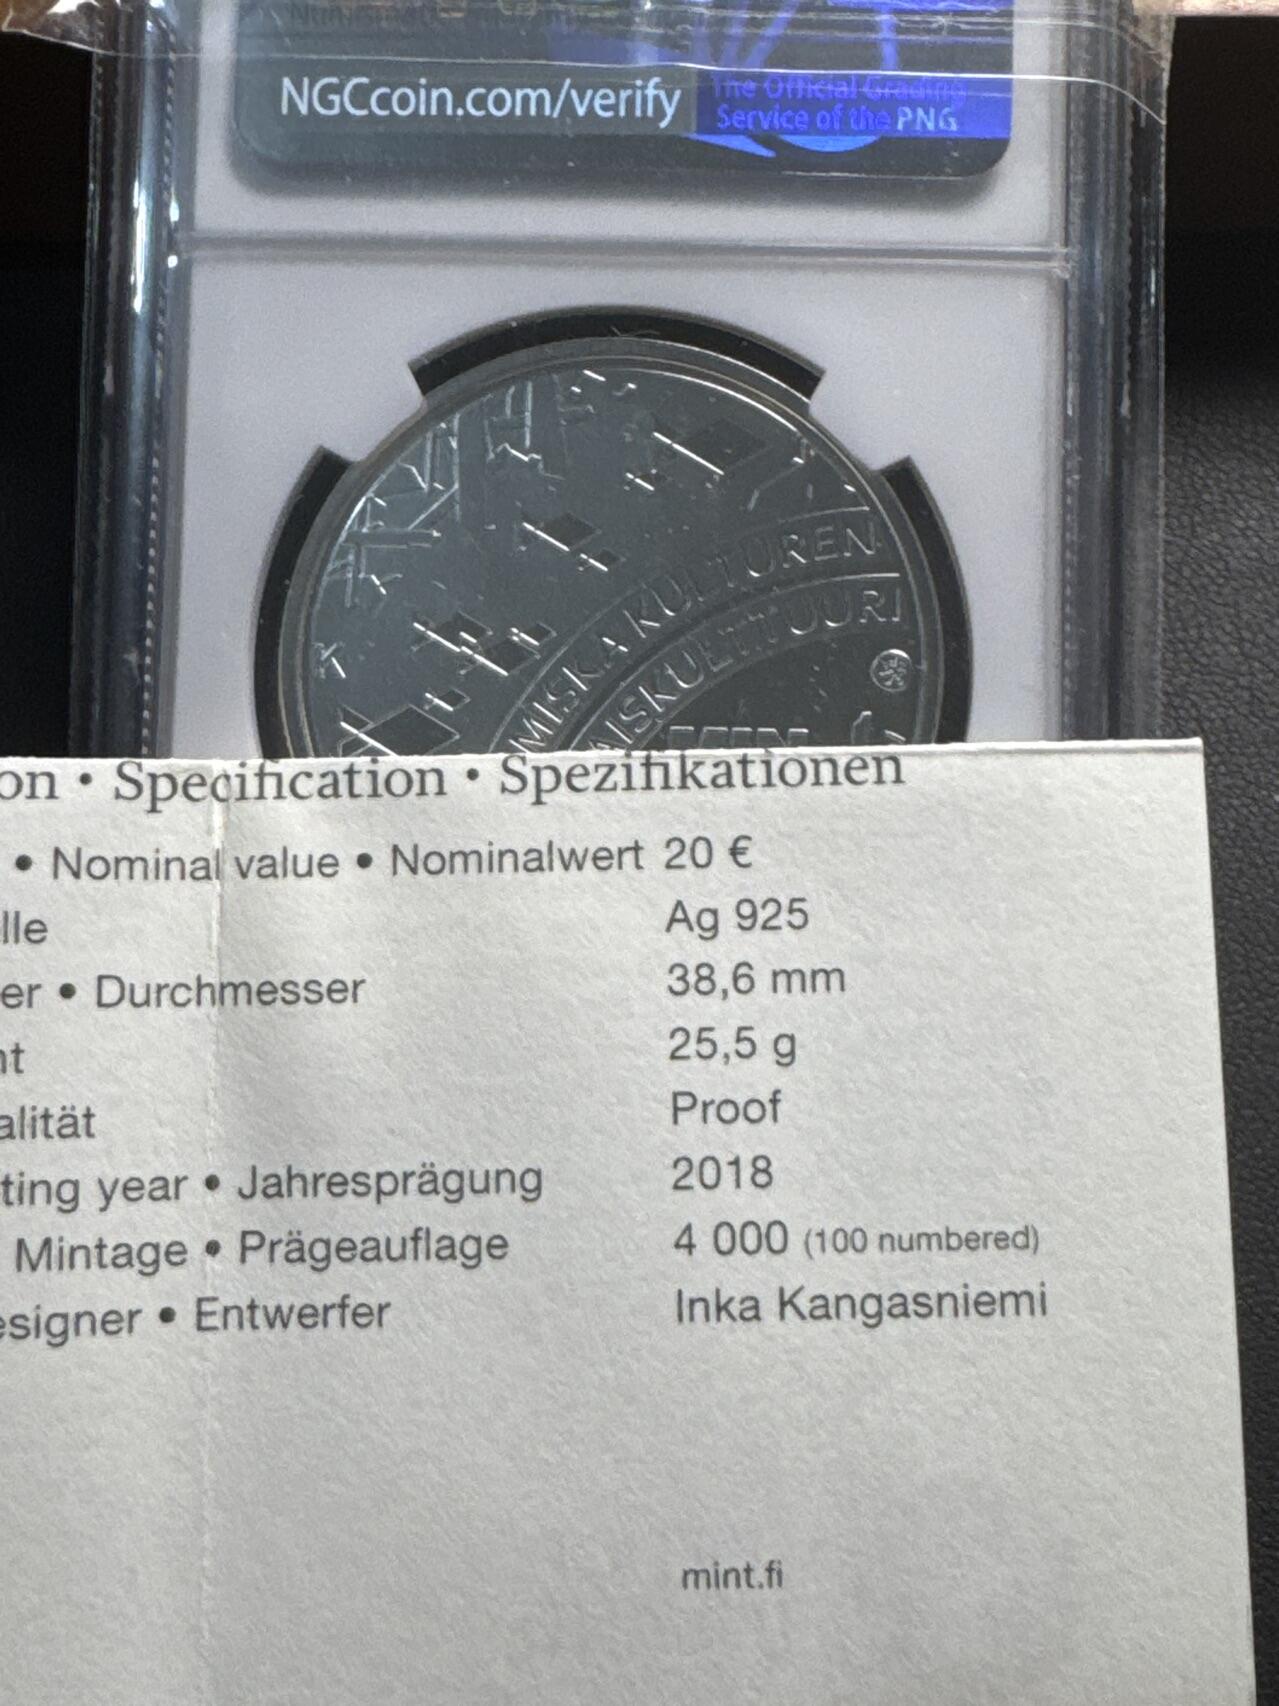 NGCcoin.com/verify
The Official Grading
Service of the PNG
MISKA KULTUREN
AISKULTTUURI
on • Specification • Spezifikationen
• Nominal value • Nominalwert 20 €
lle Ag 925
er • Durchmesser 38,6 mm
nt 25,5 g
alität Proof
ting year • Jahresprägung 2018
Mintage • Prägeauflage 4 000 (100 numbered)
esigner • Entwerfer Inka Kangasniemi
mint.fi